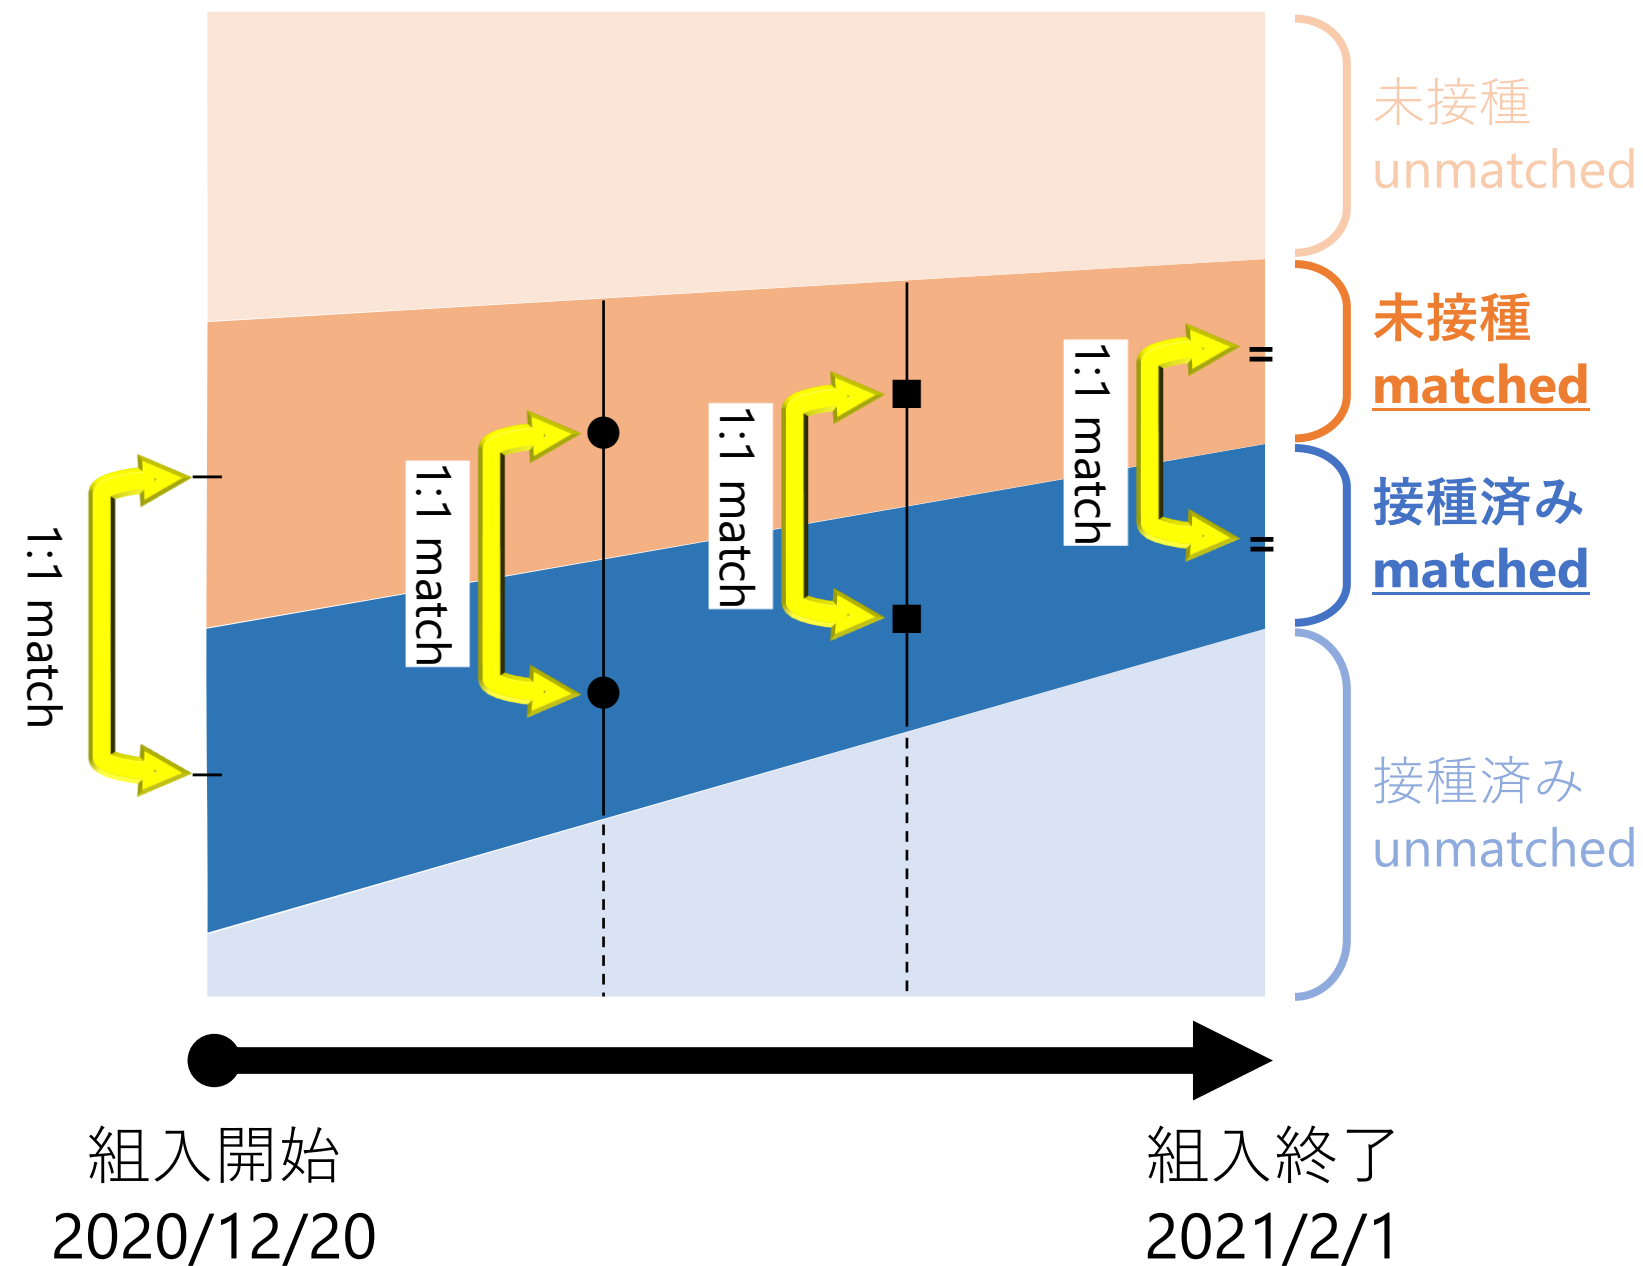 未接種
unmatched
未接種
matched
接種済み
matched
接種済み
unmatched
1:1 match
1:1 match
1:1 match
1:1 match
=
=
組入開始
2020/12/20
組入終了
2021/2/1